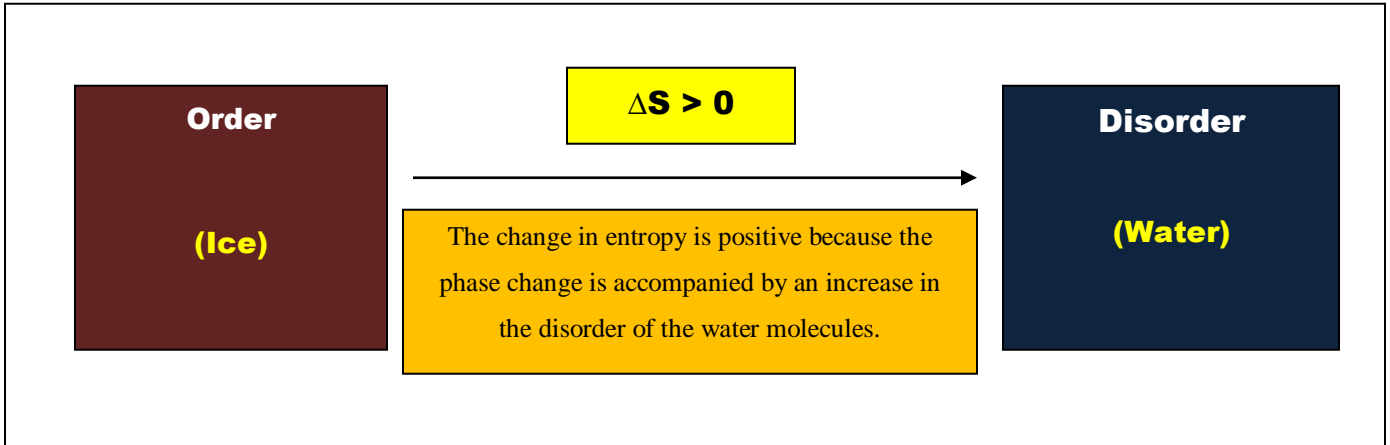 Order
(Ice)
∆S > 0
The change in entropy is positive because the
phase change is accompanied by an increase in
the disorder of the water molecules.
Disorder
(Water)